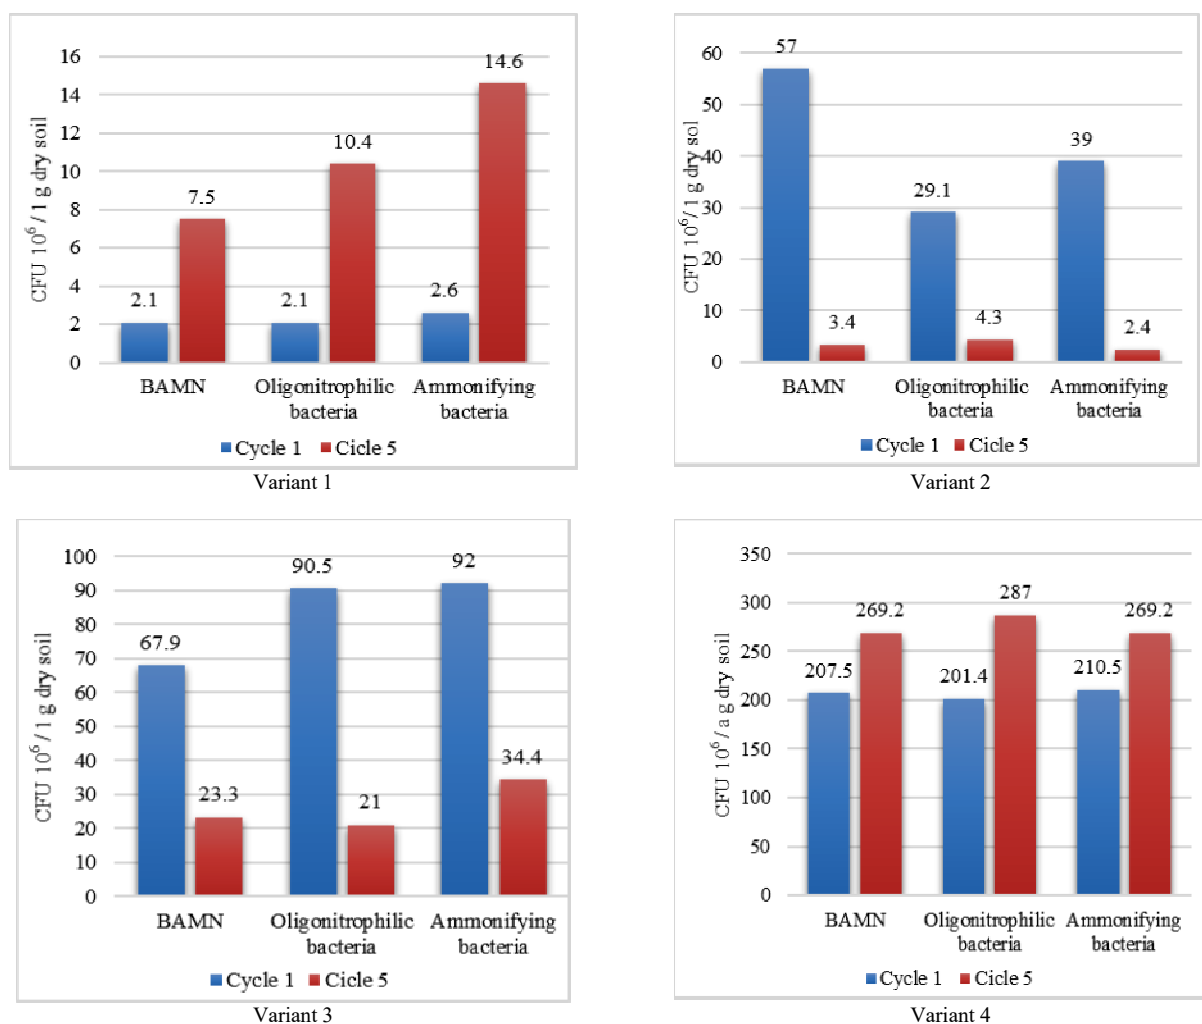 CFU 10⁶ / 1 g dry soil
16
14
12
10
8
6
4
2
0
2.1
7.5
2.1
10.4
2.6
14.6
BAMN
Oligonitrophilic
bacteria
Ammonifying
bacteria
Cycle 1 Cicle 5
Variant 1
CFU 10⁶/ 1 g dry sol
60
50
40
30
20
10
0
57
3.4
29.1
4.3
39
2.4
BAMN
Oligonitrophilic
bacteria
Ammonifying
bacteria
Cycle 1 Cicle 5
Variant 2
CFU 10⁶ / 1 g dry soil
100
90
80
70
60
50
40
30
20
10
0
67.9
23.3
90.5
21
92
34.4
BAMN
Oligonitrophilic
bacteria
Ammonifying
bacteria
Cycle 1 Cicle 5
Variant 3
CFU 10⁶ / a g dry soil
350
300
250
200
150
100
50
0
207.5
269.2
201.4
287
210.5
269.2
BAMN
Oligonitrophilic
bacteria
Ammonifying
bacteria
Cycle 1 Cicle 5
Variant 4